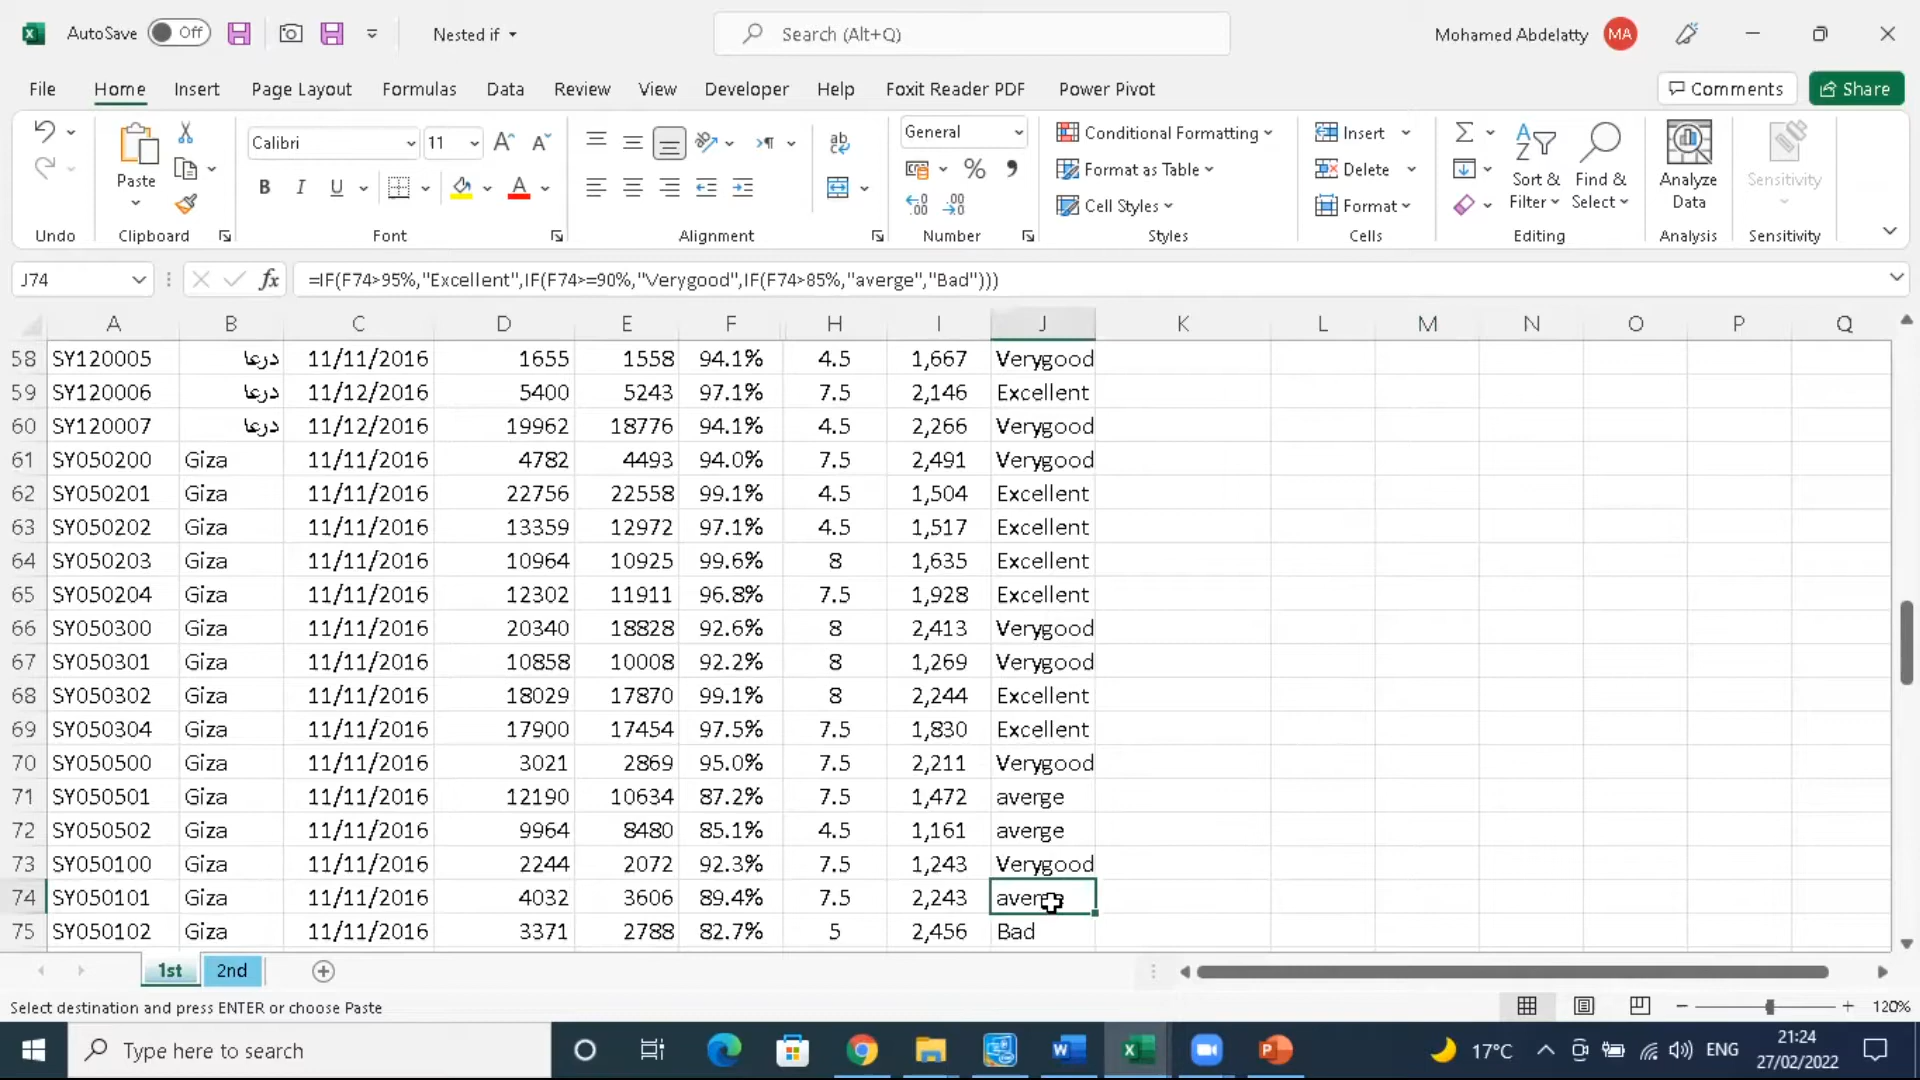 AutoSave Off Nested if Search (Alt+Q) Mohamed Abdelatty MA
File Home Insert Page Layout Formulas Data Review View Developer Help Foxit Reader PDF Power Pivot Comments Share
Paste Calibri 11 General Conditional Formatting Insert
B I U Format as Table Delete Sort & Filter Find & Select Analyze Data Sensitivity
Cell Styles Format
Undo Clipboard Font Alignment Number Styles Cells Editing Analysis Sensitivity
J74 fx =IF(F74>95%,"Excellent",IF(F74>=90%,"Verygood",IF(F74>85%,"averge","Bad")))
A B C D E F H I J K L M N O P Q
58 SY120005 درعا 11/11/2016 1655 1558 94.1% 4.5 1,667 Verygood
59 SY120006 درعا 11/12/2016 5400 5243 97.1% 7.5 2,146 Excellent
60 SY120007 درعا 11/12/2016 19962 18776 94.1% 4.5 2,266 Verygood
61 SY050200 Giza 11/11/2016 4782 4493 94.0% 7.5 2,491 Verygood
62 SY050201 Giza 11/11/2016 22756 22558 99.1% 4.5 1,504 Excellent
63 SY050202 Giza 11/11/2016 13359 12972 97.1% 4.5 1,517 Excellent
64 SY050203 Giza 11/11/2016 10964 10925 99.6% 8 1,635 Excellent
65 SY050204 Giza 11/11/2016 12302 11911 96.8% 7.5 1,928 Excellent
66 SY050300 Giza 11/11/2016 20340 18828 92.6% 8 2,413 Verygood
67 SY050301 Giza 11/11/2016 10858 10008 92.2% 8 1,269 Verygood
68 SY050302 Giza 11/11/2016 18029 17870 99.1% 8 2,244 Excellent
69 SY050304 Giza 11/11/2016 17900 17454 97.5% 7.5 1,830 Excellent
70 SY050500 Giza 11/11/2016 3021 2869 95.0% 7.5 2,211 Verygood
71 SY050501 Giza 11/11/2016 12190 10634 87.2% 7.5 1,472 averge
72 SY050502 Giza 11/11/2016 9964 8480 85.1% 4.5 1,161 averge
73 SY050100 Giza 11/11/2016 2244 2072 92.3% 7.5 1,243 Verygood
74 SY050101 Giza 11/11/2016 4032 3606 89.4% 7.5 2,243 averge
75 SY050102 Giza 11/11/2016 3371 2788 82.7% 5 2,456 Bad
1st 2nd
Select destination and press ENTER or choose Paste 120%
Type here to search 17°C ENG 21:24
27/02/2022